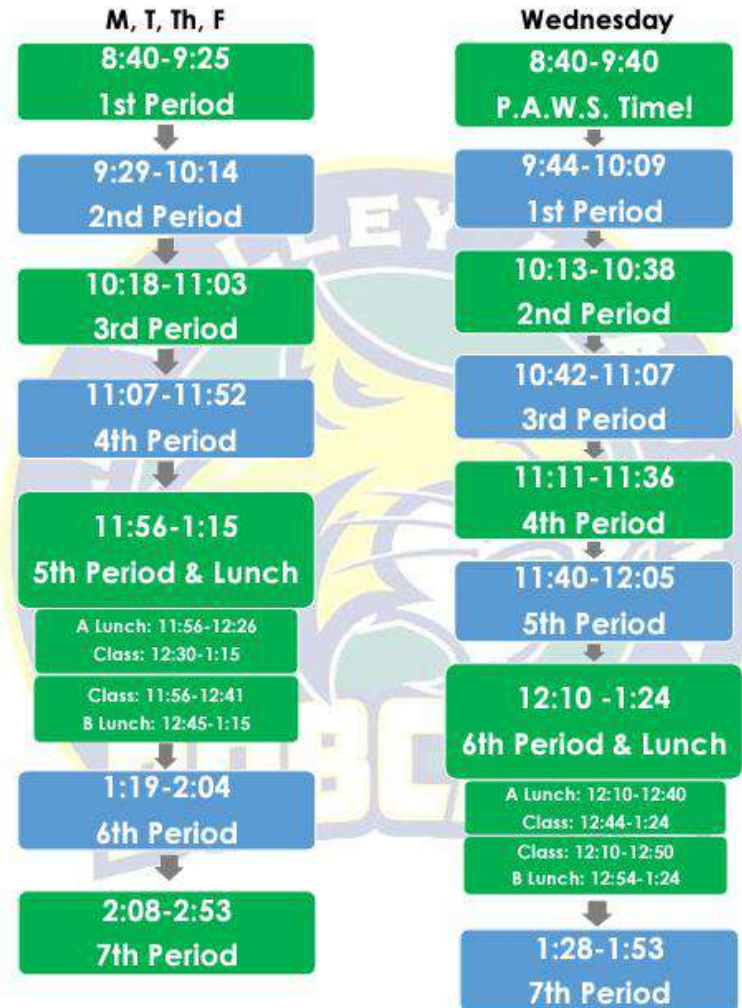 M, T, Th, F
8:40-9:25
1st Period
9:29-10:14
2nd Period
10:18-11:03
3rd Period
11:07-11:52
4th Period
11:56-1:15
5th Period & Lunch
A Lunch: 11:56-12:26
Class: 12:30-1:15
Class: 11:56-12:41
B Lunch: 12:45-1:15
1:19-2:04
6th Period
2:08-2:53
7th Period
Wednesday
8:40-9:40
P.A.W.S. Time!
9:44-10:09
1st Period
10:13-10:38
2nd Period
10:42-11:07
3rd Period
11:11-11:36
4th Period
11:40-12:05
5th Period
12:10 -1:24
6th Period & Lunch
A Lunch: 12:10-12:40
Class: 12:44-1:24
Class: 12:10-12:50
B Lunch: 12:54-1:24
1:28-1:53
7th Period